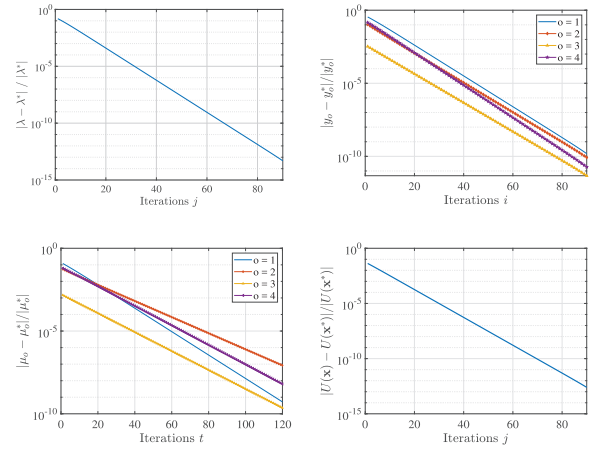 10^0
10^-5
10^-10
10^-15
0 20 40 60 80
Iterations j
|λ − λ*| / |λ*|
10^0
10^-5
10^-10
0 20 40 60 80
Iterations i
|y_o − y_o*|/|y_o*|
o = 1
o = 2
o = 3
o = 4
10^0
10^-5
10^-10
0 20 40 60 80 100 120
Iterations t
|μ_o − μ_o*|/|μ_o*|
o = 1
o = 2
o = 3
o = 4
10^0
10^-5
10^-10
10^-15
0 20 40 60 80
Iterations j
|U(x) − U(x*)|/|U(x*)|